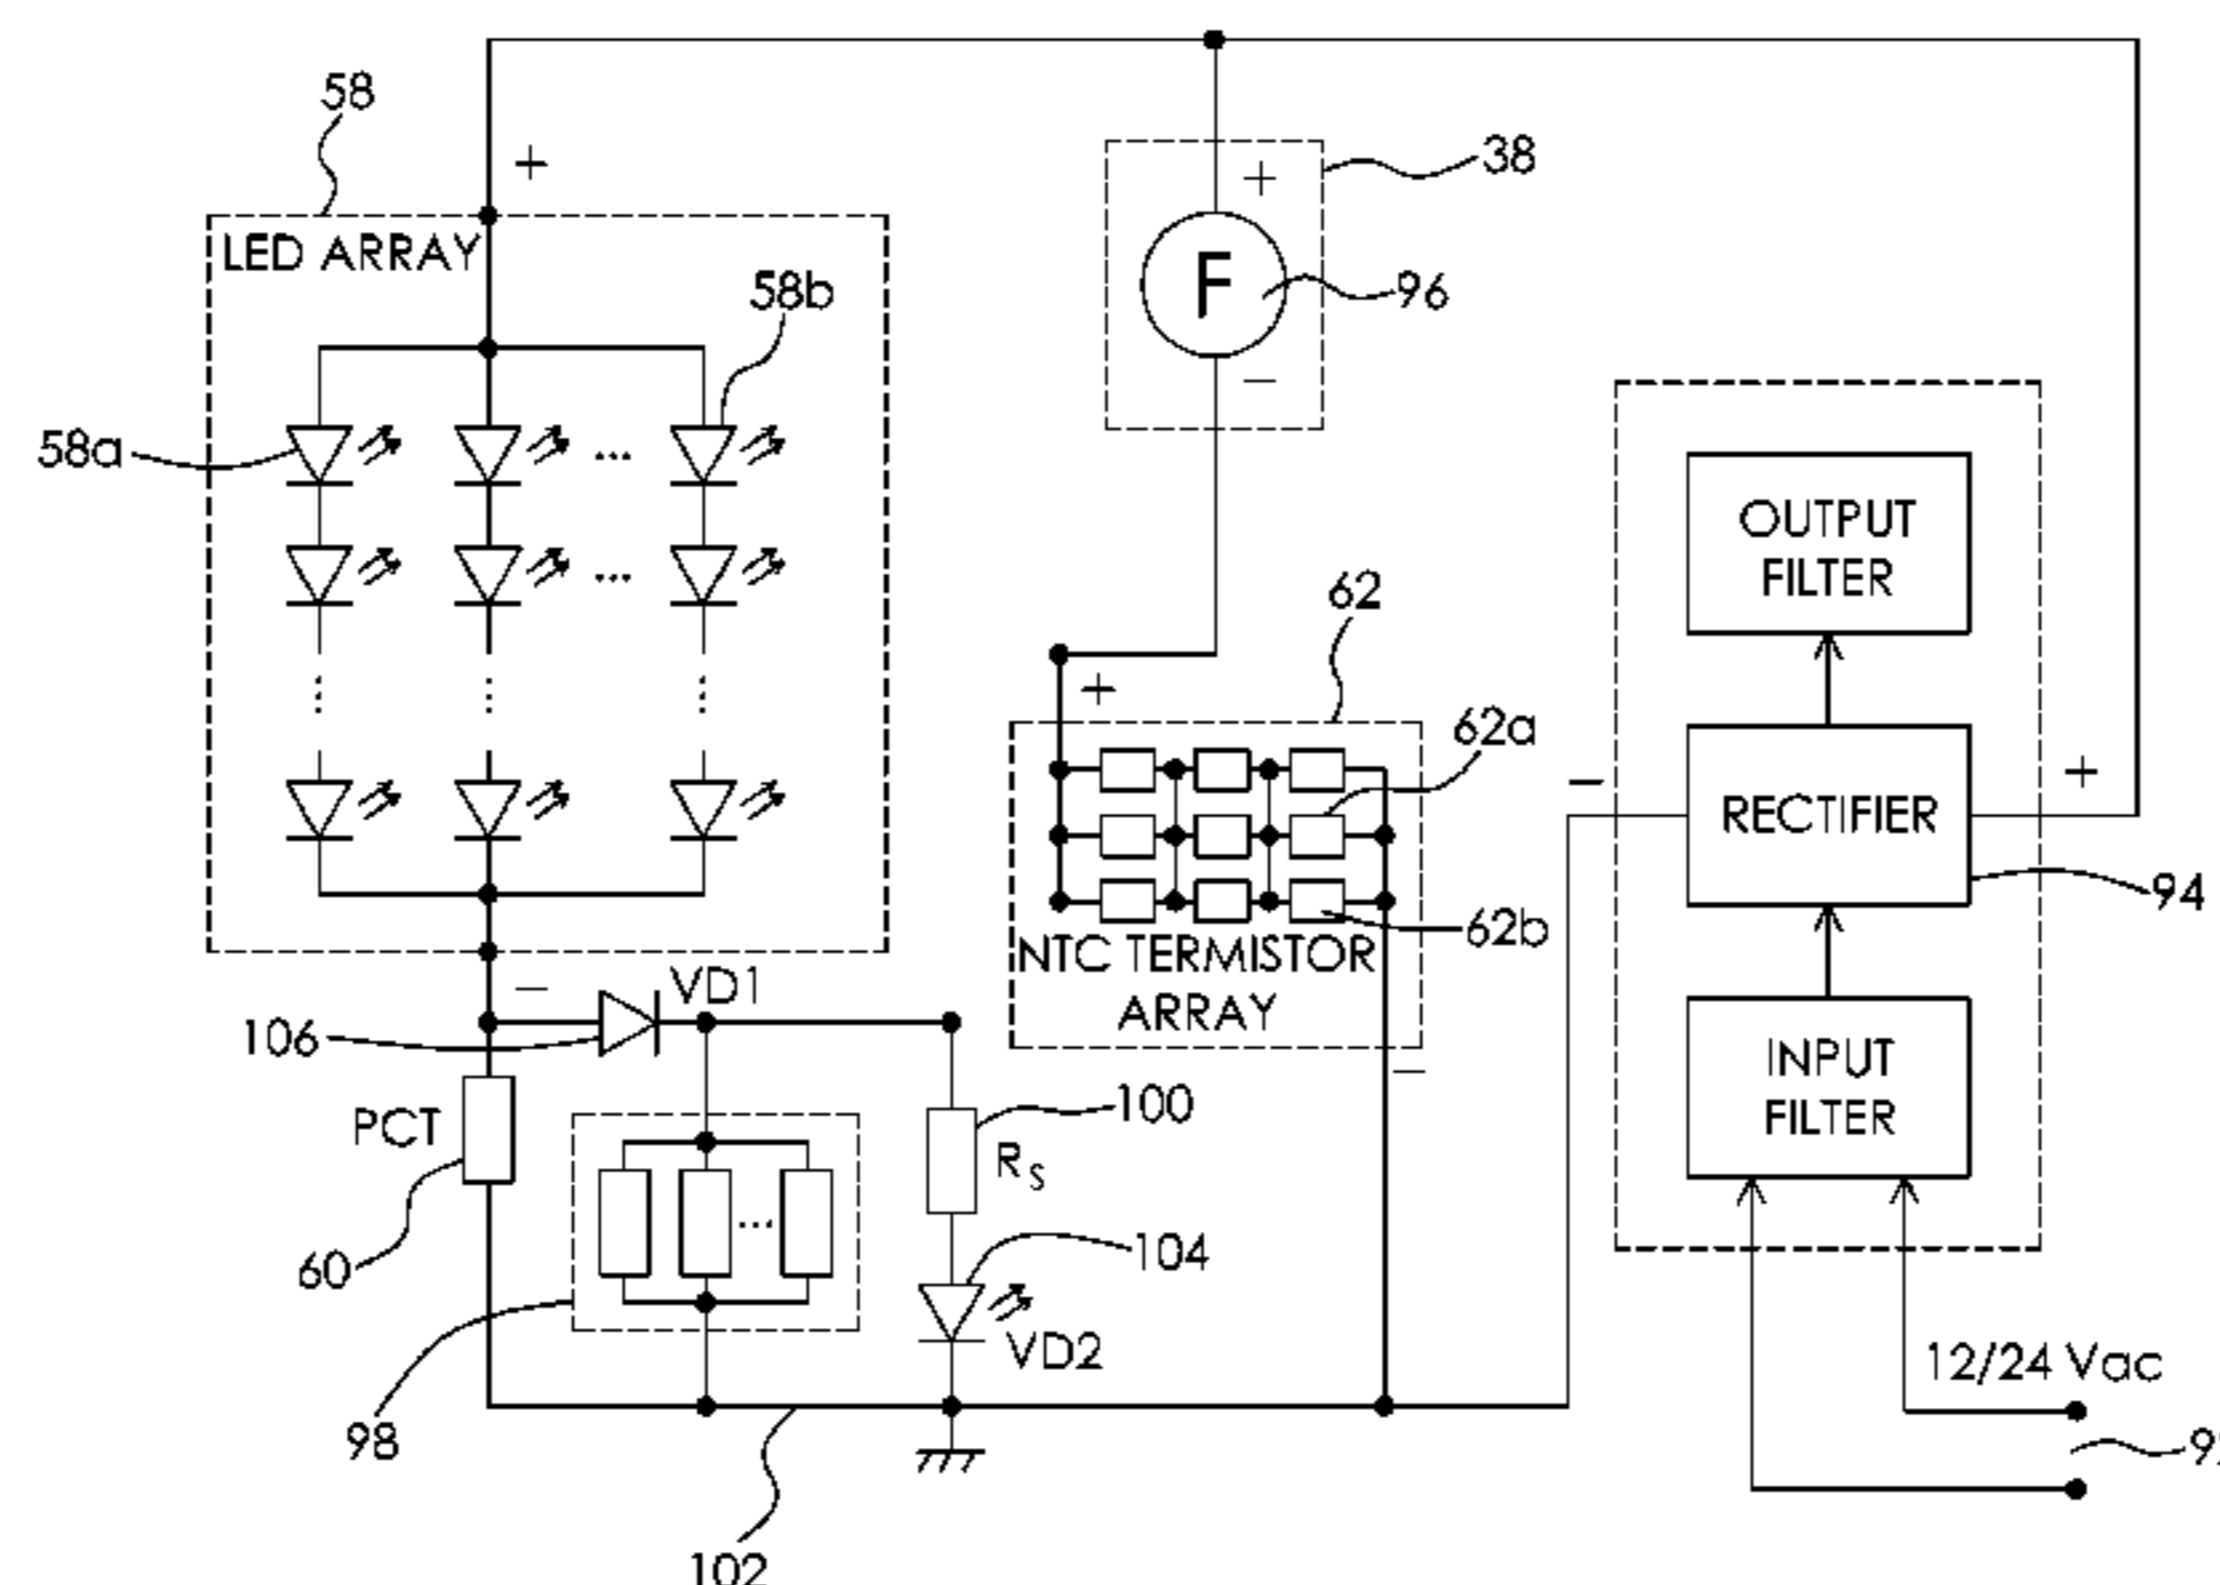 58
+
38
LED ARRAY
+
58b
F
96
58a
−
...
OUTPUT
FILTER
...
62
+
62a
−
+
RECTIFIER
94
62b
NTC TERMISTOR
ARRAY
−
VD1
106
−
INPUT
FILTER
PCT
100
RS
60
104
VD2
...
12/24 Vac
98
102